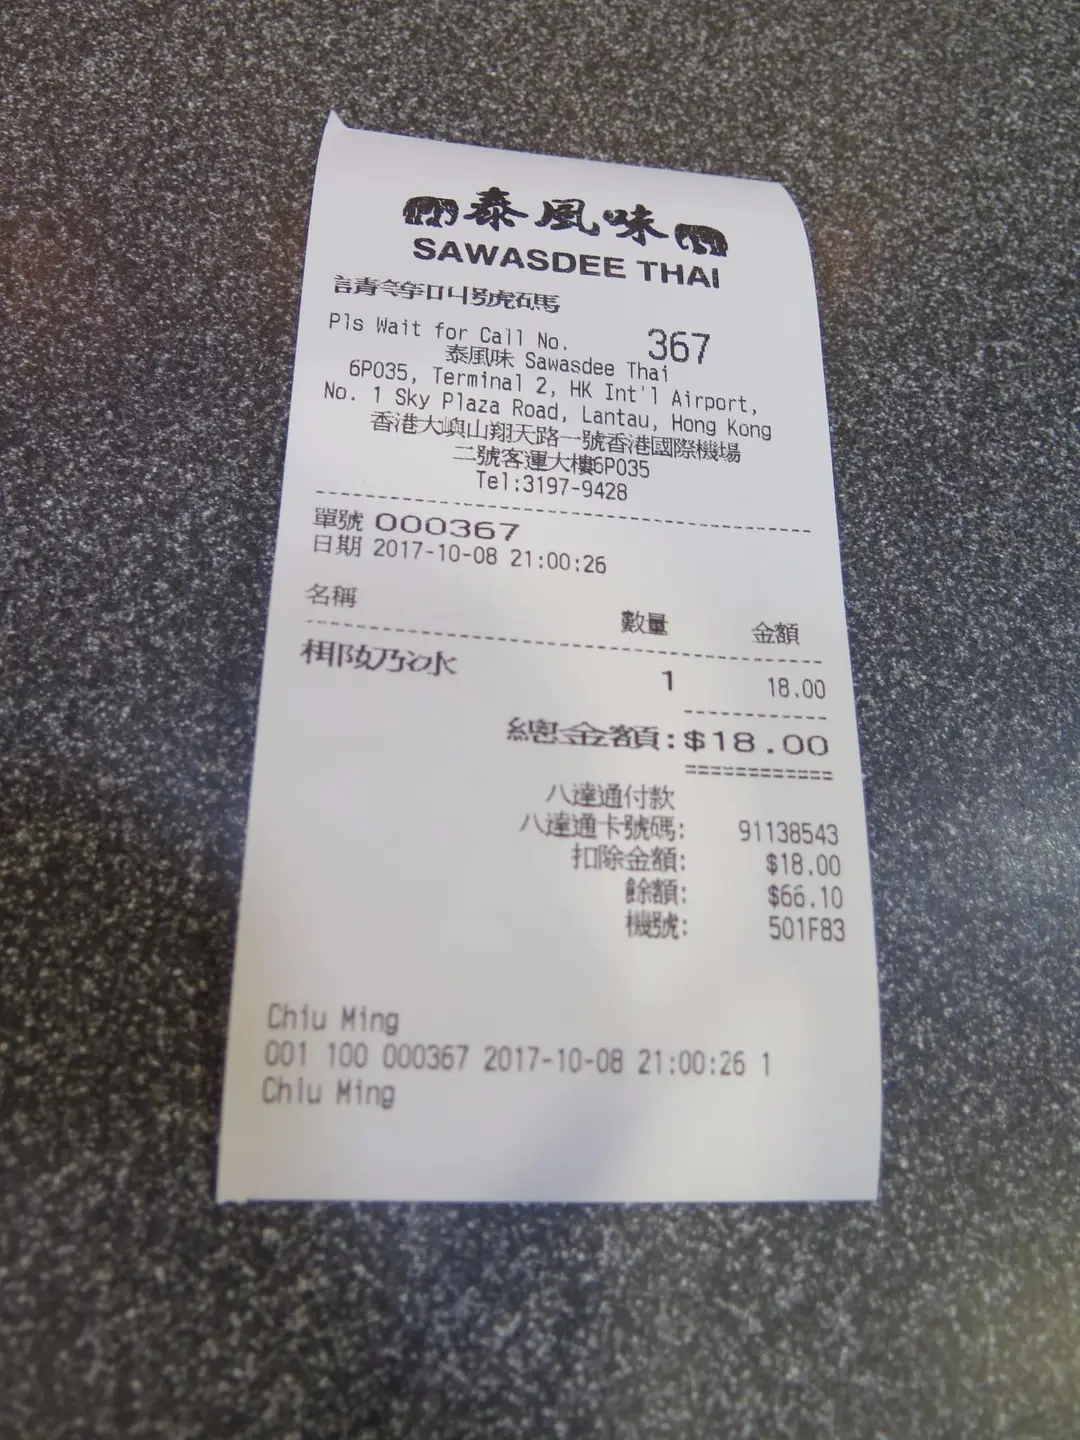 泰風味
SAWASDEE THAI
請等叫號碼
Pls Wait for Call No. 367
泰風味 Sawasdee Thai
6P035, Terminal 2, HK Int'l Airport,
No. 1 Sky Plaza Road, Lantau, Hong Kong
香港大嶼山翔天路一號香港國際機場
二號客運大樓6P035
Tel:3197-9428
單號 000367
日期 2017-10-08 21:00:26
名稱 數量 金額
椰陂乃冰 1 18.00
總金額:$18.00
八達通付款
八達通卡號碼: 91138543
扣除金額: $18.00
餘額: $66.10
機號: 501F83
Chiu Ming
001 100 000367 2017-10-08 21:00:26 1
Chiu Ming